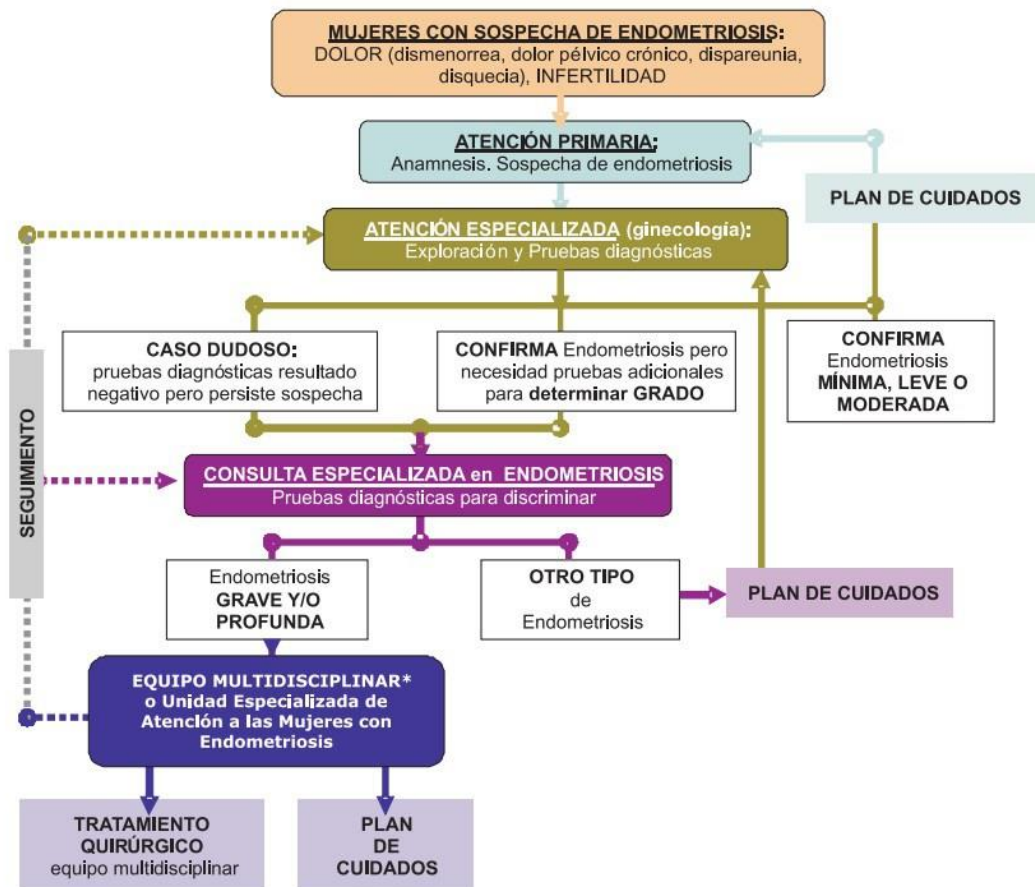 MUJERES CON SOSPECHA DE ENDOMETRIOSIS:
DOLOR (dismenorrea, dolor pélvico crónico, dispareunia,
disquecia), INFERTILIDAD
ATENCIÓN PRIMARIA:
Anamnesis. Sospecha de endometriosis
PLAN DE CUIDADOS
ATENCIÓN ESPECIALIZADA (ginecología):
Exploración y Pruebas diagnósticas
CASO DUDOSO:
pruebas diagnósticas resultado
negativo pero persiste sospecha
CONFIRMA Endometriosis pero
necesidad pruebas adicionales
para determinar GRADO
CONFIRMA
Endometriosis
MÍNIMA, LEVE O
MODERADA
SEGUIMIENTO
CONSULTA ESPECIALIZADA en ENDOMETRIOSIS
Pruebas diagnósticas para discriminar
Endometriosis
GRAVE Y/O
PROFUNDA
OTRO TIPO
de
Endometriosis
PLAN DE CUIDADOS
EQUIPO MULTIDISCIPLINAR*
o Unidad Especializada de
Atención a las Mujeres con
Endometriosis
TRATAMIENTO
QUIRÚRGICO
equipo multidisciplinar
PLAN
DE
CUIDADOS